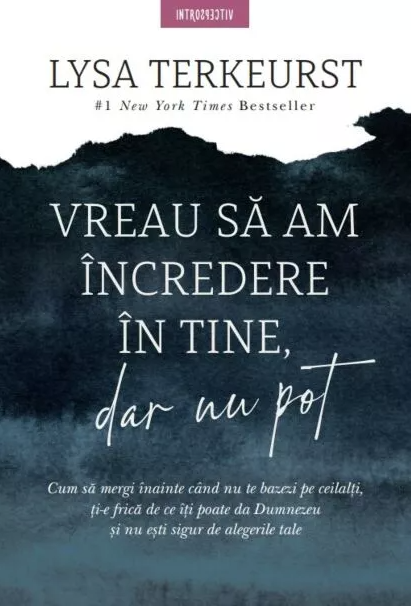 INTROSPECTIV
LYSA TERKEURST
#1 New York Times Bestseller
VREAU SĂ AM
ÎNCREDERE
ÎN TINE,
dar nu pot
Cum să mergi înainte când nu te bazezi pe ceilalți,
ți-e frică de ce îți poate da Dumnezeu
și nu ești sigur de alegerile tale